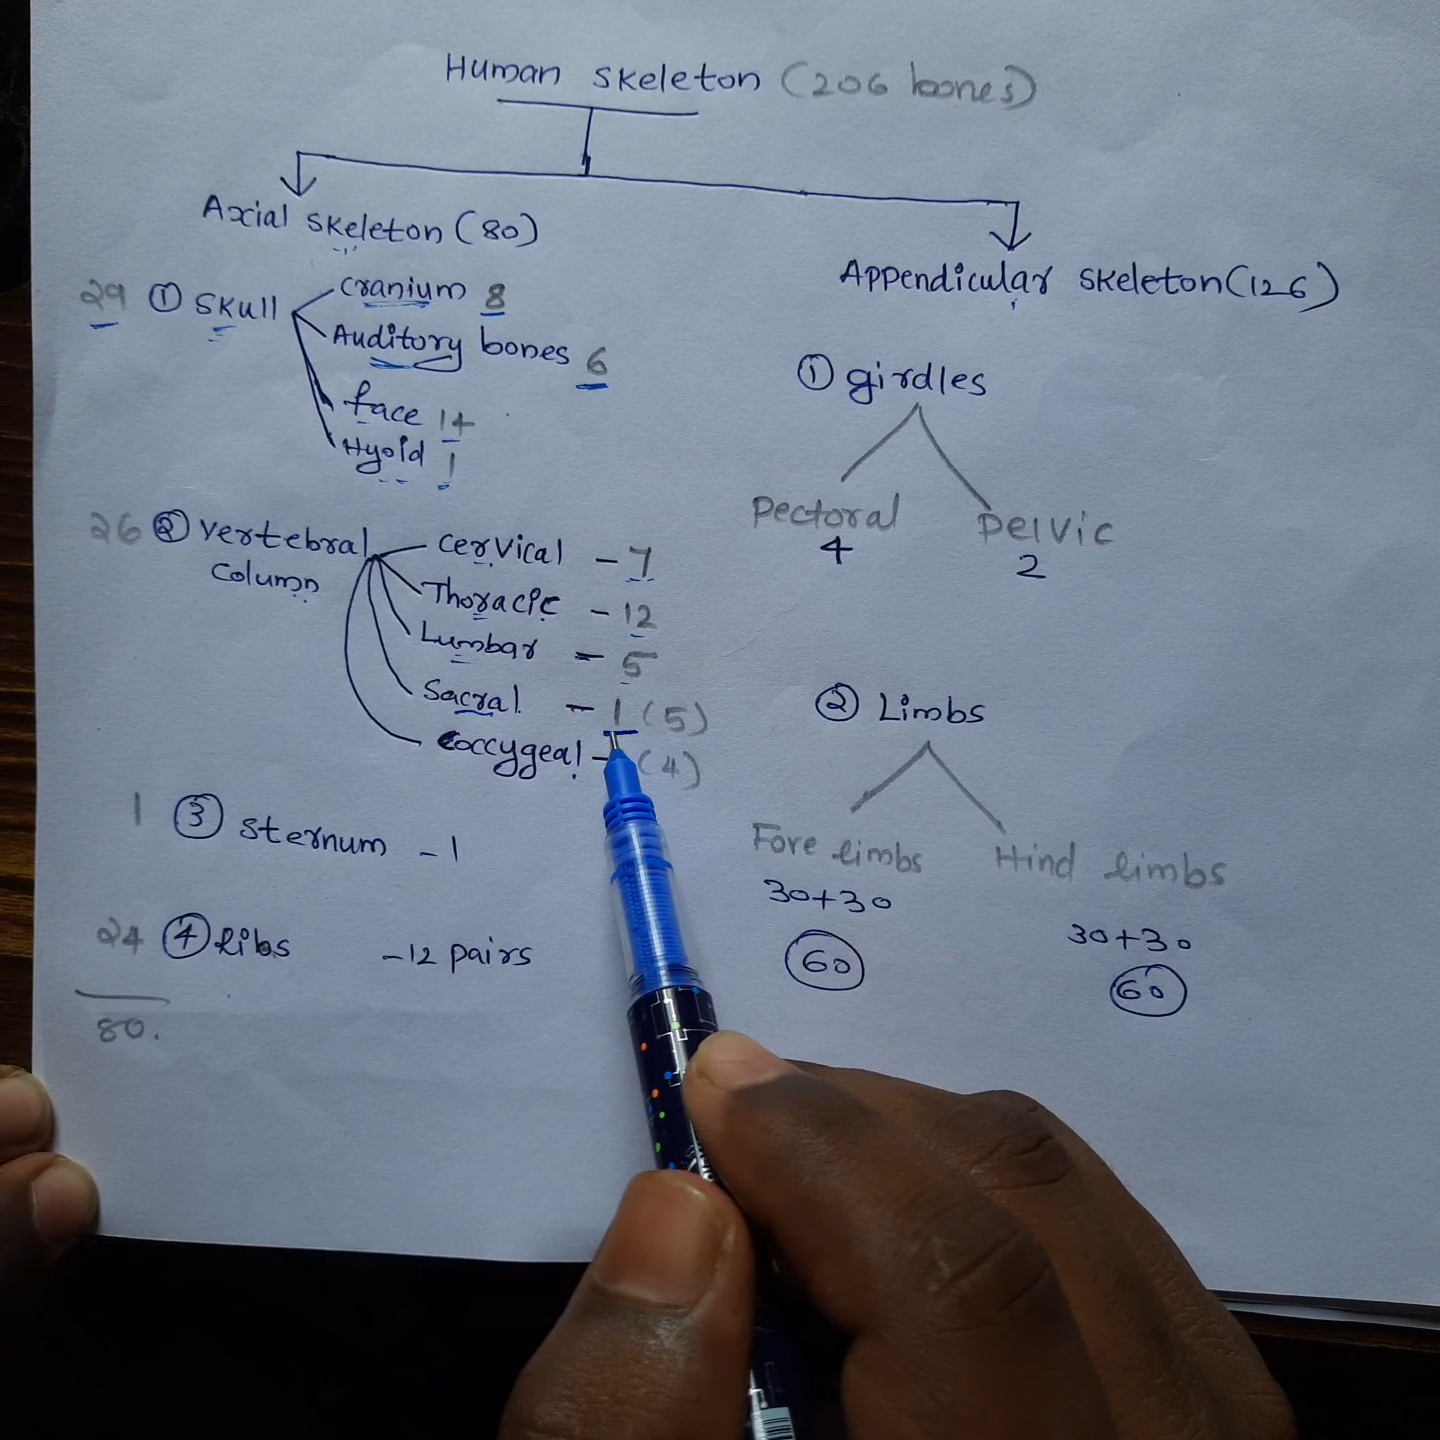 Human skeleton (206 bones)
Axial skeleton (80)
29 ① Skull
Cranium 8
Auditory bones 6
face 14
Hyoid 1
26 ② Vertebral column
Cervical - 7
Thoracic - 12
Lumbar - 5
Sacral - 1 (5)
Coccygeal - (4)
1 ③ Sternum - 1
24 ④ Ribs - 12 pairs
80.
Appendicular skeleton (126)
① girdles
Pectoral
4
Pelvic
2
② Limbs
Fore limbs
30+30
60
Hind limbs
30+30
60